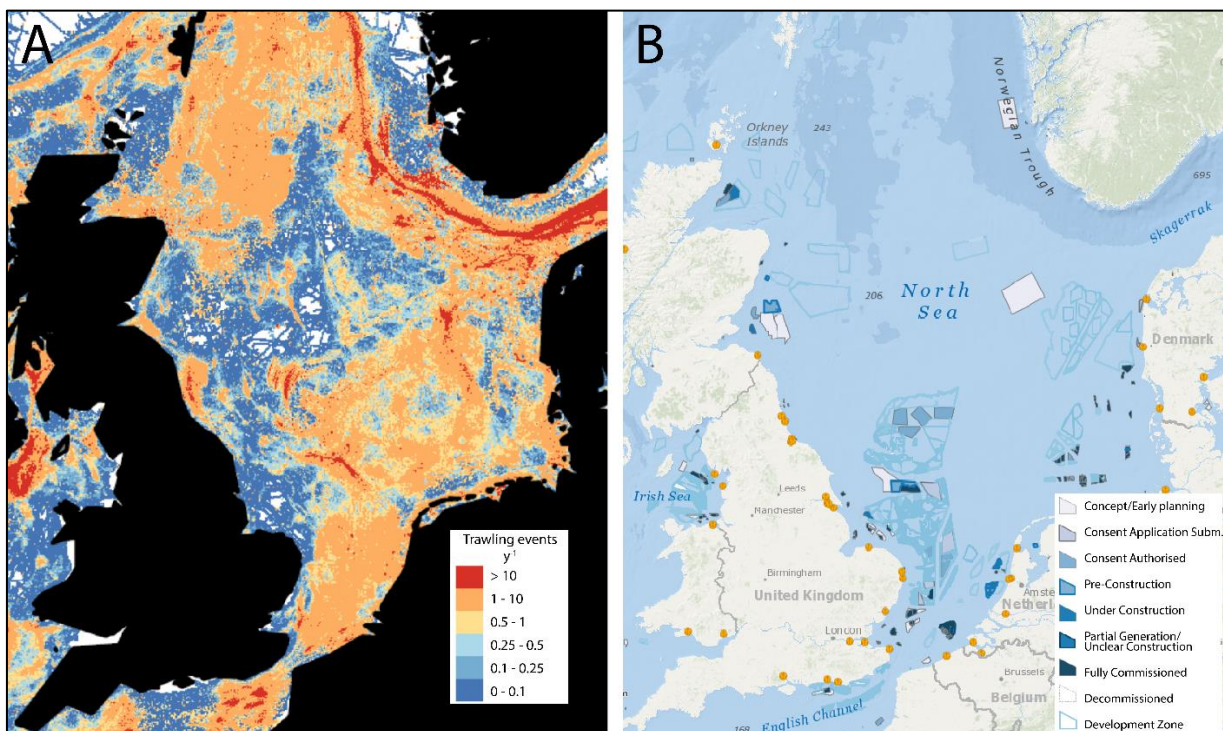 A
Trawling events
y⁻¹
> 10
1 - 10
0.5 - 1
0.25 - 0.5
0.1 - 0.25
0 - 0.1
B
Norwegian Trough
Orkney
Islands
243
695
Skagerrak
North
Sea
206
Denmark
Irish Sea
Leeds
Manchester
Birmingham
United Kingdom
London
Amste
Netherl
Brussels
Belgium
English Channel
168
Concept/Early planning
Consent Application Subm.
Consent Authorised
Pre-Construction
Under Construction
Partial Generation/
Unclear Construction
Fully Commissioned
Decommissioned
Development Zone